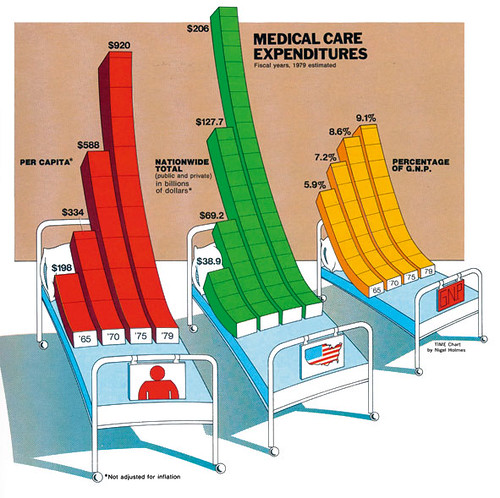 MEDICAL CARE
EXPENDITURES
Fiscal years, 1979 estimated
PER CAPITA*
$198
$334
$588
$920
'65
'70
'75
'79
NATIONWIDE
TOTAL
(public and private)
in billions
of dollars*
$38.9
$69.2
$127.7
$206
PERCENTAGE
OF G.N.P.
5.9%
7.2%
8.6%
9.1%
65
70
75
79
GNP
TIME Chart
by Nigel Holmes
*Not adjusted for inflation